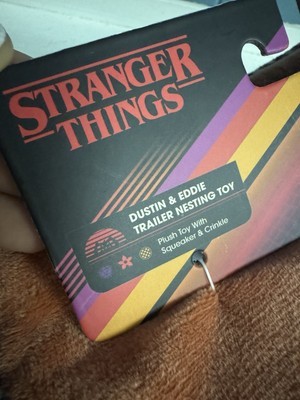 STRANGER
THINGS
DUSTIN & EDDIE
TRAILER NESTING TOY
Plush Toy With
Squeaker & Crinkle